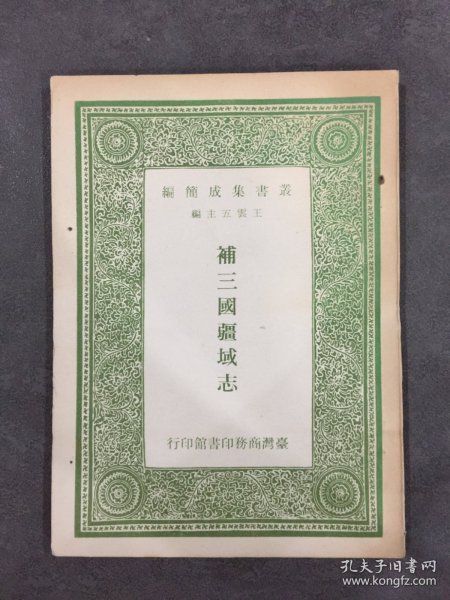 叢書集成簡編
王雲五主編
補三國疆域志
臺灣商務印書館印行
孔夫子旧书网
www.kongfz.com